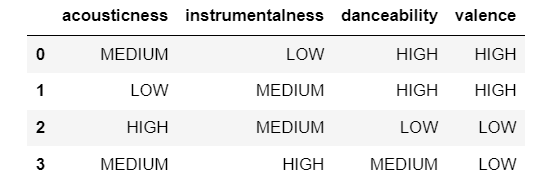 acousticness instrumentalness danceability valence
0 MEDIUM LOW HIGH HIGH
1 LOW MEDIUM HIGH HIGH
2 HIGH MEDIUM LOW LOW
3 MEDIUM HIGH MEDIUM LOW